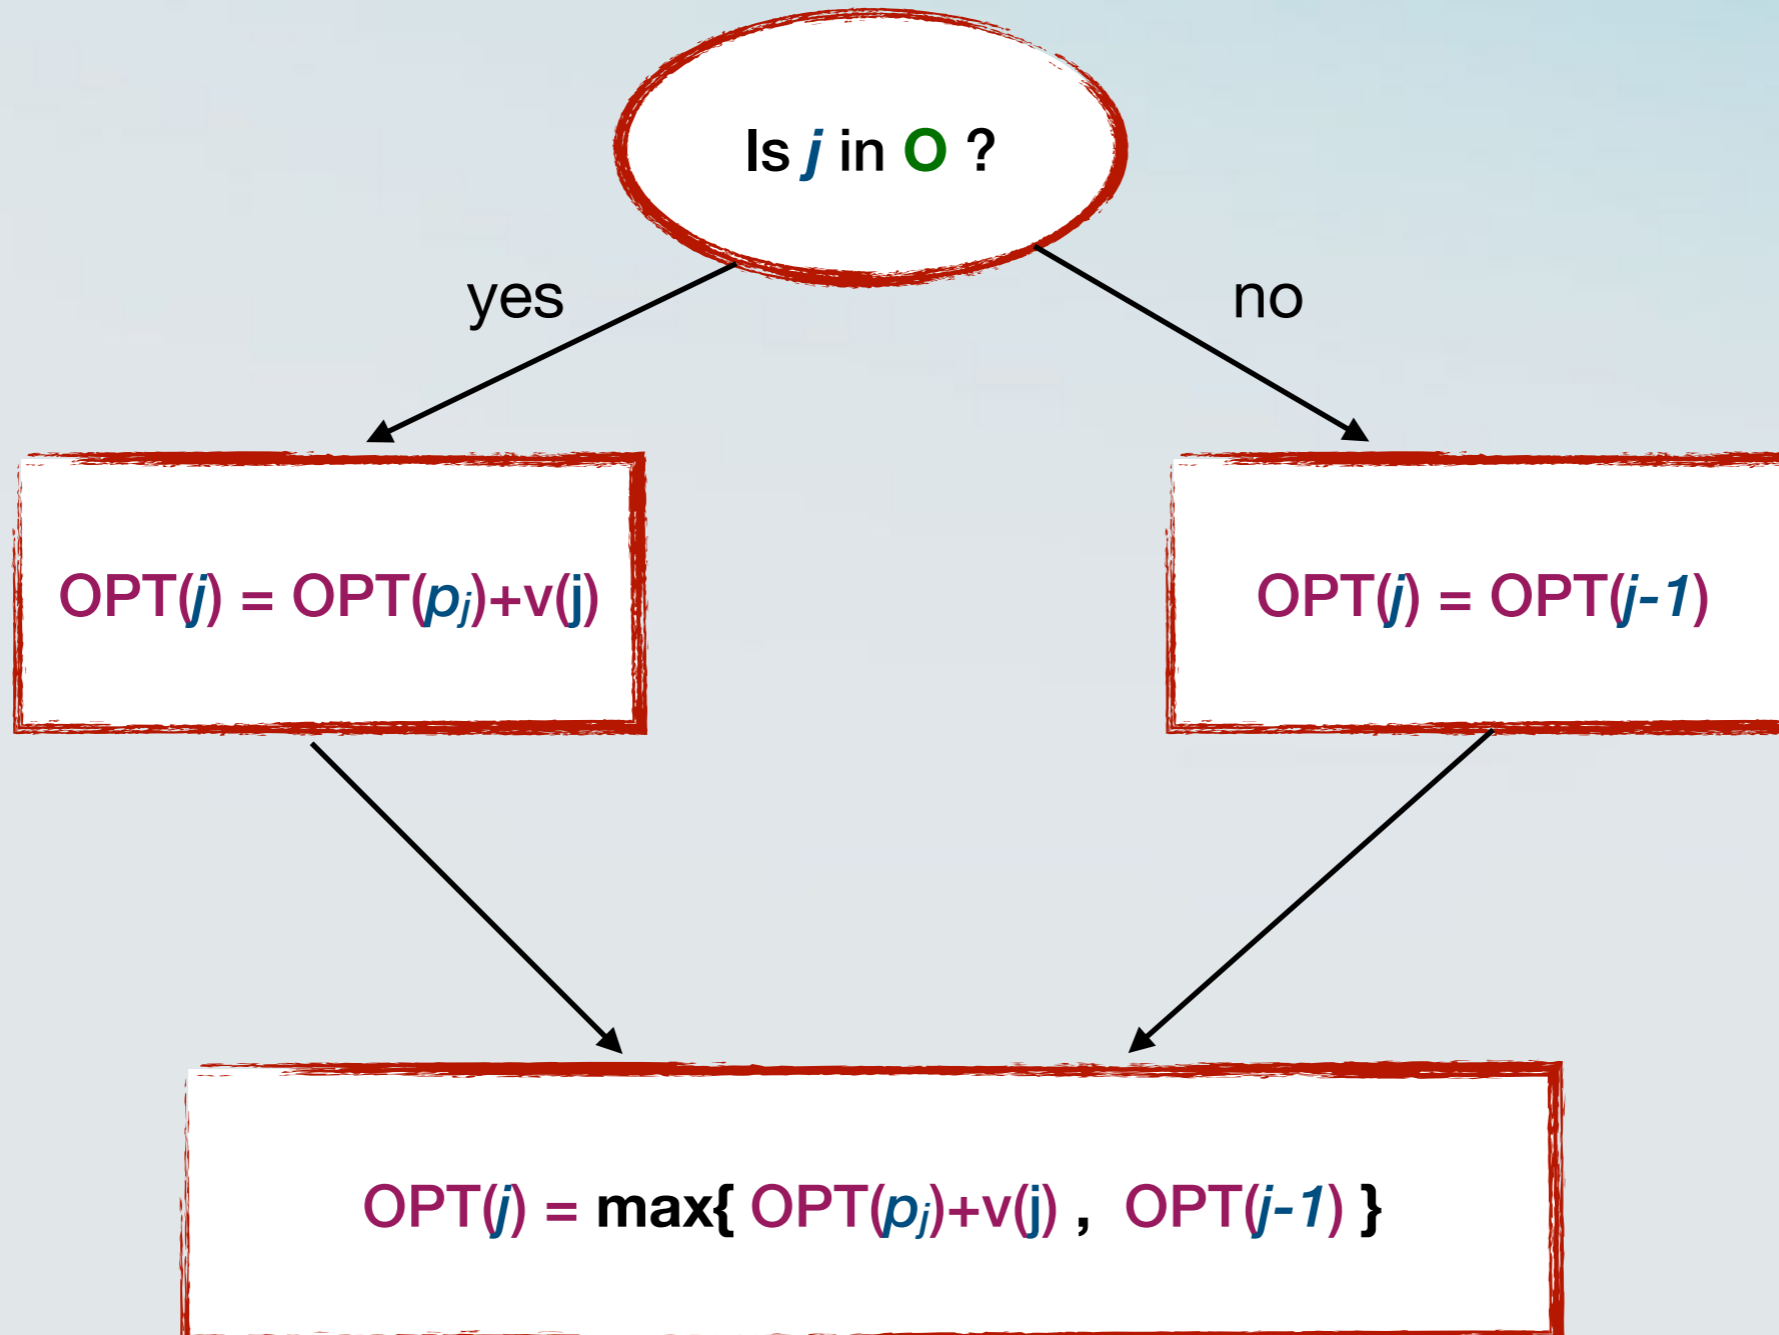 Is j in O ?
yes
no
OPT(j) = OPT(pⱼ)+v(j)
OPT(j) = OPT(j-1)
OPT(j) = max{ OPT(pⱼ)+v(j) , OPT(j-1) }